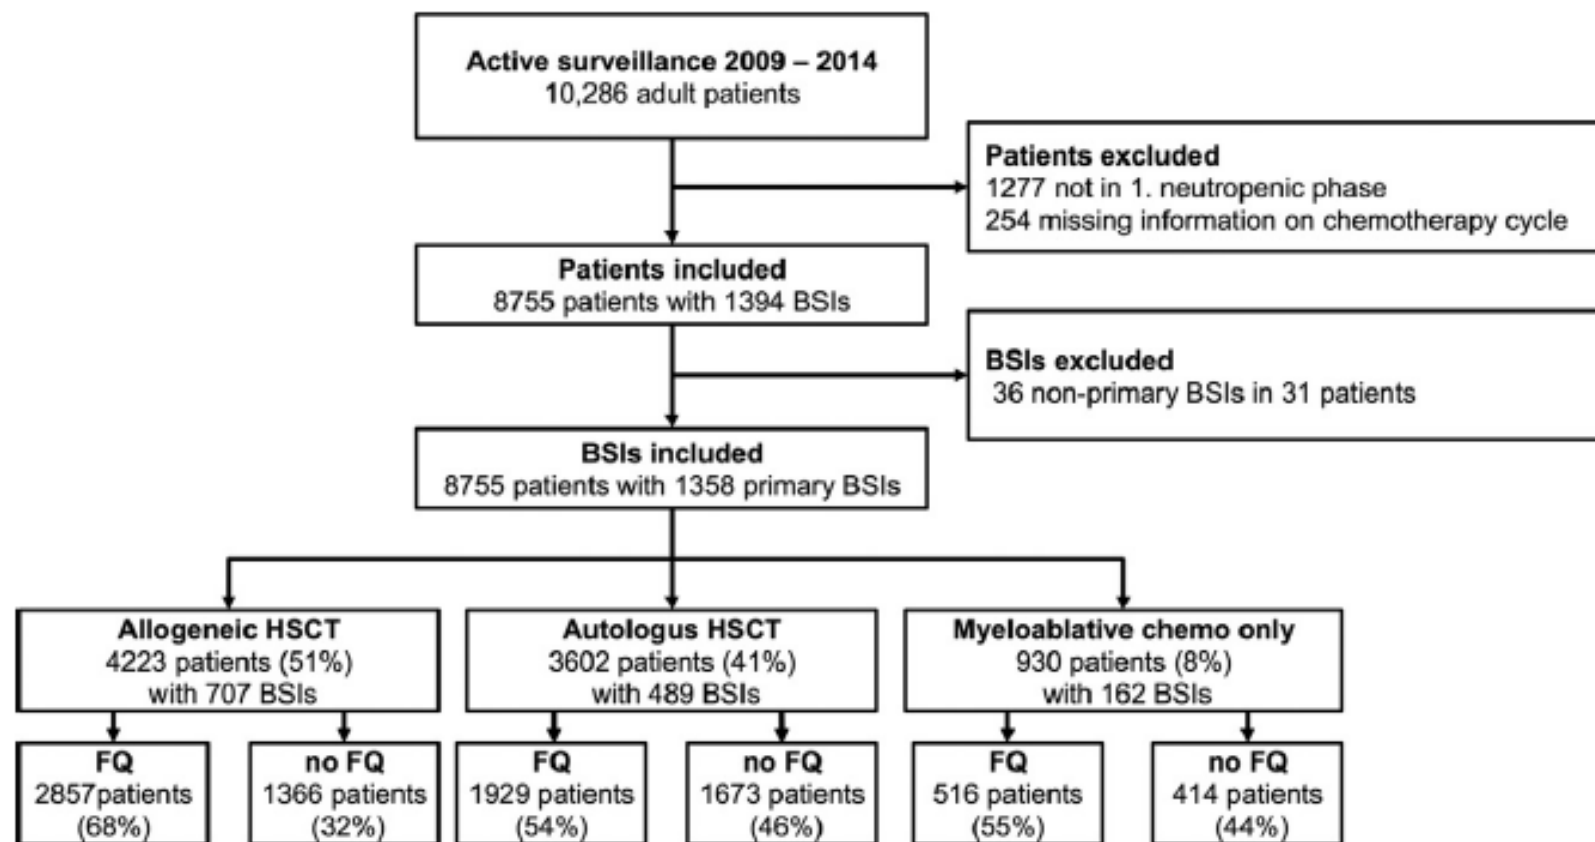 Active surveillance 2009 – 2014
10,286 adult patients
Patients excluded
1277 not in 1. neutropenic phase
254 missing information on chemotherapy cycle
Patients included
8755 patients with 1394 BSIs
BSIs excluded
36 non-primary BSIs in 31 patients
BSIs included
8755 patients with 1358 primary BSIs
Allogeneic HSCT
4223 patients (51%)
with 707 BSIs
Autologus HSCT
3602 patients (41%)
with 489 BSIs
Myeloablative chemo only
930 patients (8%)
with 162 BSIs
FQ
2857patients
(68%)
no FQ
1366 patients
(32%)
FQ
1929 patients
(54%)
no FQ
1673 patients
(46%)
FQ
516 patients
(55%)
no FQ
414 patients
(44%)